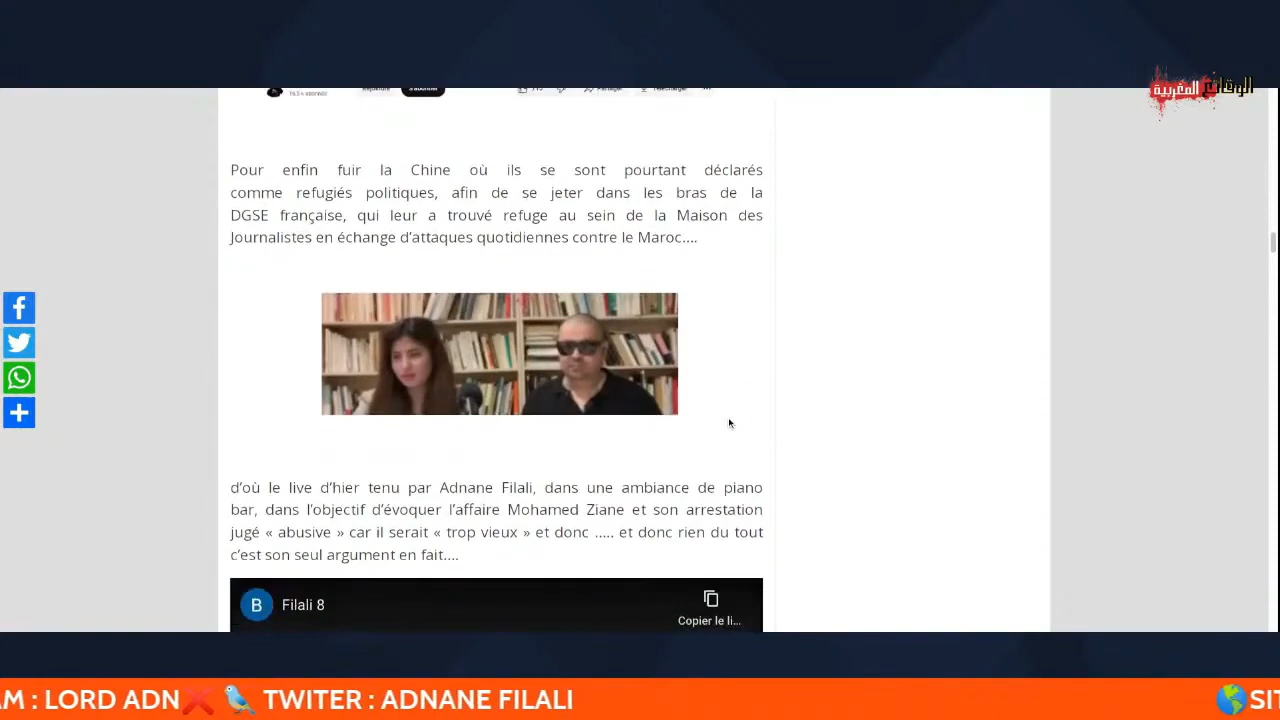 الوقائع المغربية
Pour enfin fuir la Chine où ils se sont pourtant déclarés
comme refugiés politiques, afin de se jeter dans les bras de la
DGSE française, qui leur a trouvé refuge au sein de la Maison des
Journalistes en échange d’attaques quotidiennes contre le Maroc....
d’où le live d’hier tenu par Adnane Filali, dans une ambiance de piano
bar, dans l’objectif d’évoquer l’affaire Mohamed Ziane et son arrestation
jugé « abusive » car il serait « trop vieux » et donc ..... et donc rien du tout
c’est son seul argument en fait....
B Filali 8
Copier le li...
AM : LORD ADN❌ 🐦 TWITER : ADNANE FILALI 🌎 SIT